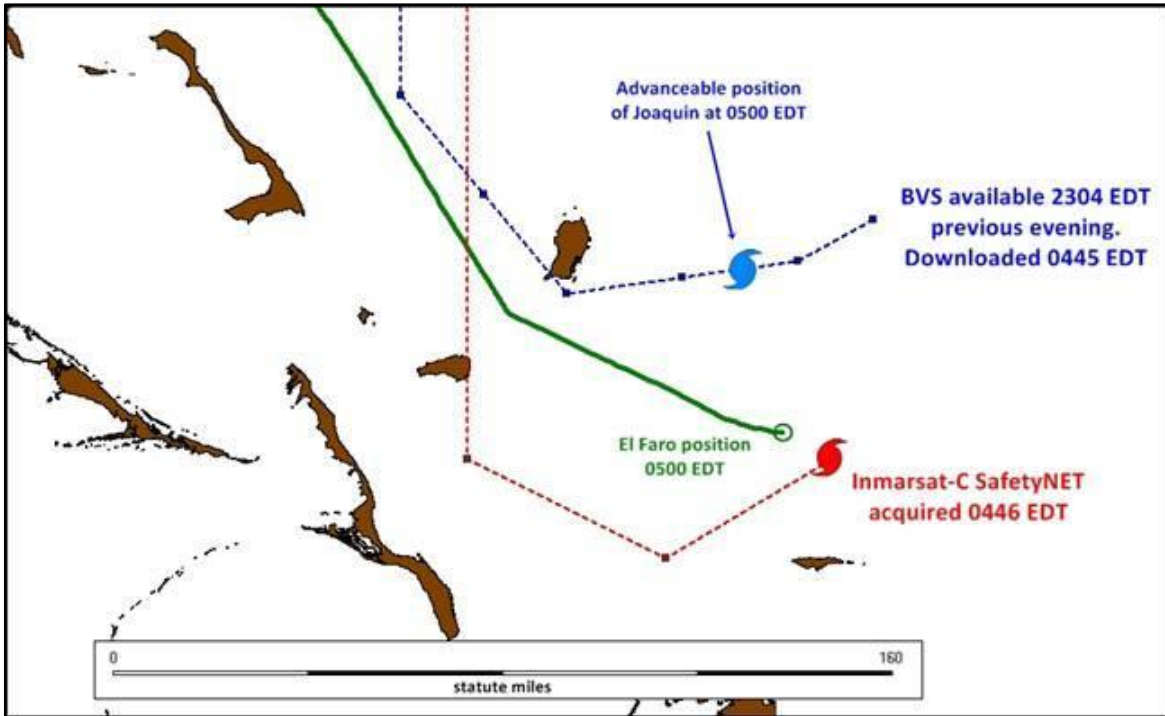 Advanceable position
of Joaquin at 0500 EDT
BVS available 2304 EDT
previous evening.
Downloaded 0445 EDT
El Faro position
0500 EDT
Inmarsat-C SafetyNET
acquired 0446 EDT
0
160
statute miles